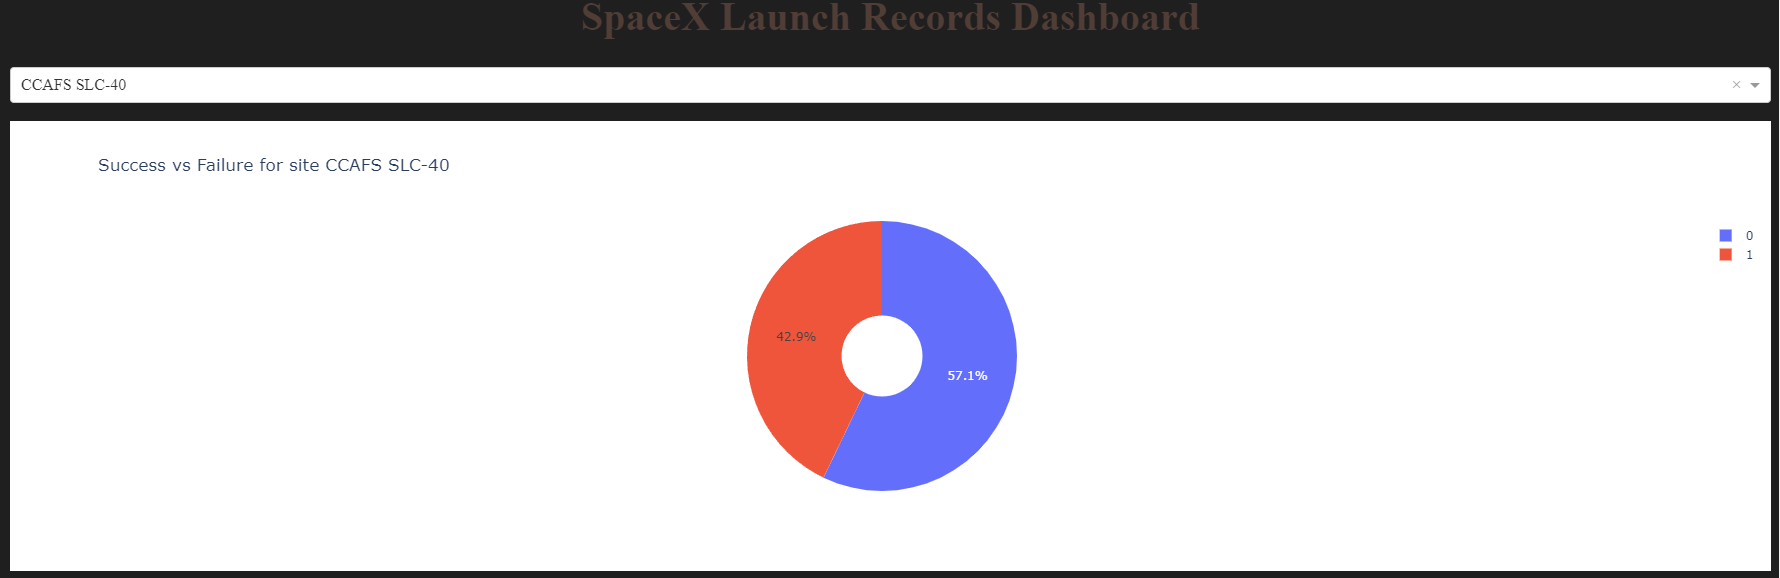 SpaceX Launch Records Dashboard
CCAFS SLC-40
×
Success vs Failure for site CCAFS SLC-40
0
1
42.9%
57.1%